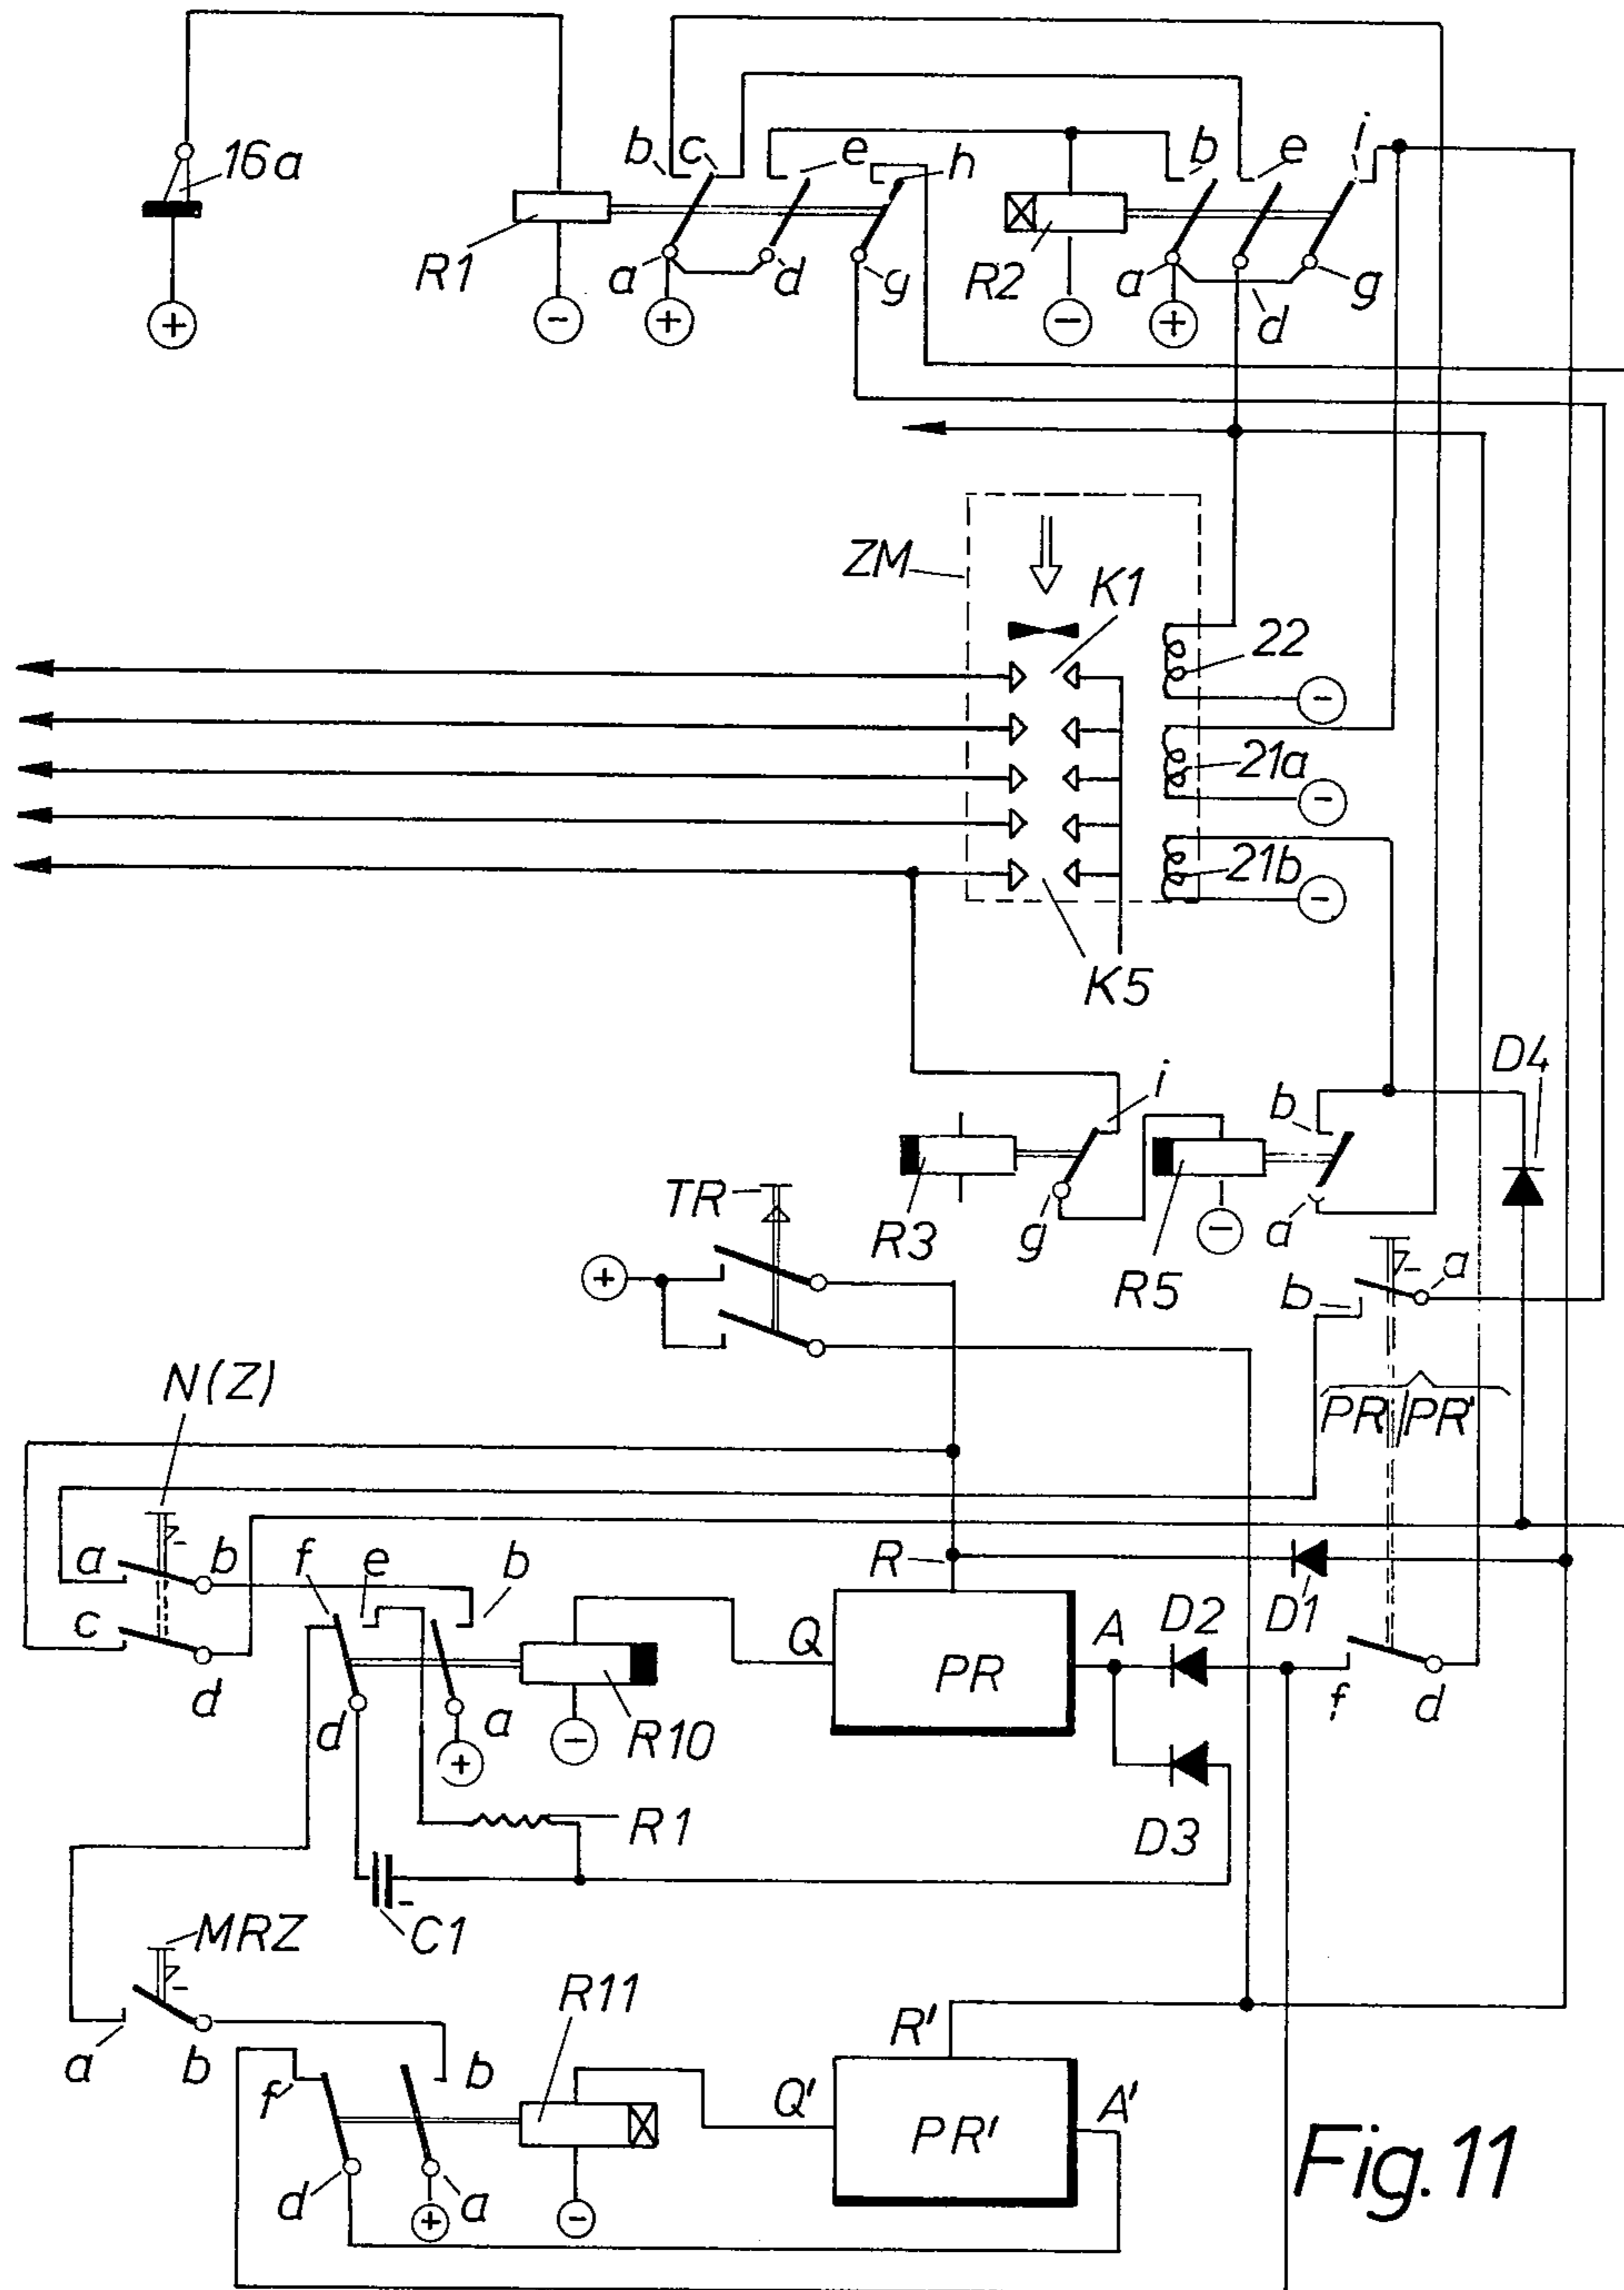 16a
b c e h b e i
R1 a d g R2 a d g
+ - + - +
ZM K1
22
-
21a
-
21b
-
K5
D4
i b
TR
R3 g R5 - a
+
b a
N(Z)
PR/PR'
a b f e b R
c Q PR A D2 D1
d d a - R10 f d
+
R1 D3
- C1
MRZ
R11
R'
a b f b Q' PR' A'
d a
+ -
Fig.11